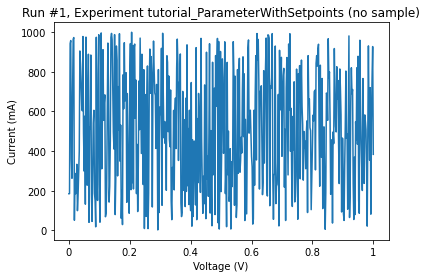 Run #1, Experiment tutorial_ParameterWithSetpoints (no sample)
Current (mA)
1000
800
600
400
200
0
0 0.2 0.4 0.6 0.8 1
Voltage (V)